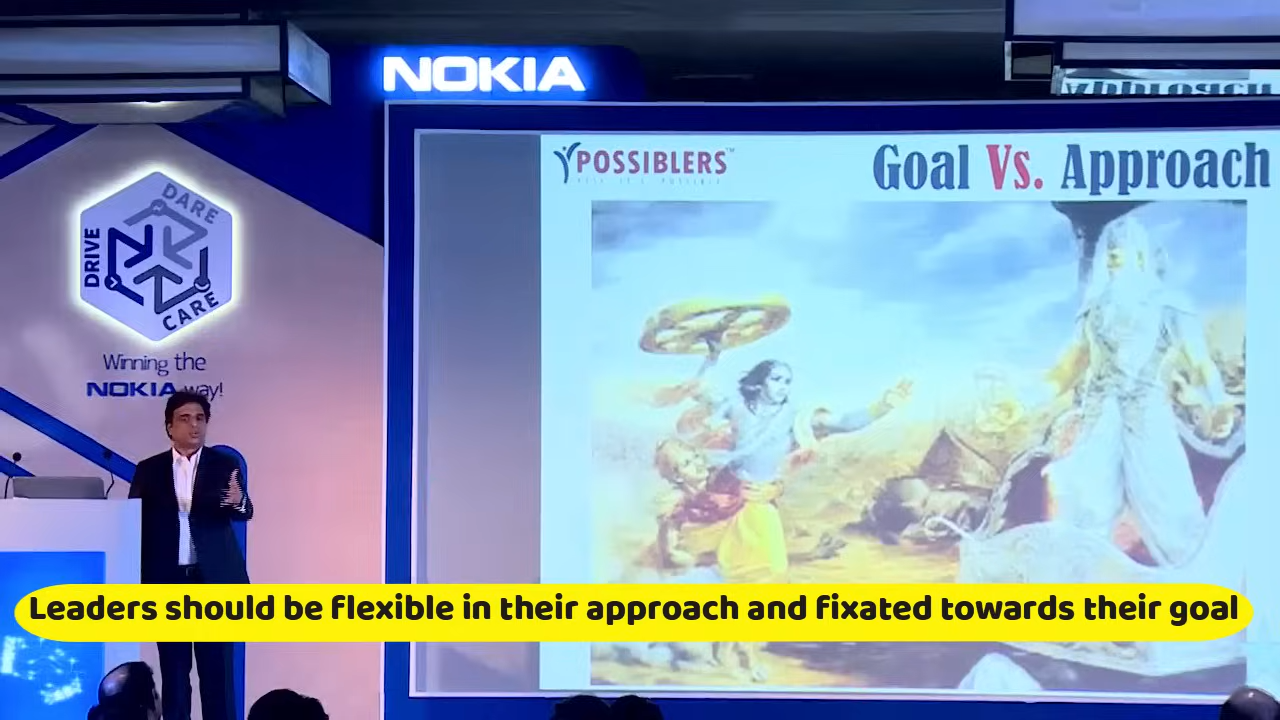 NOKIA
POSSIBLERS™
Goal Vs. Approach
DARE
DRIVE
CARE
Winning the
NOKIA way!
Leaders should be flexible in their approach and fixated towards their goal